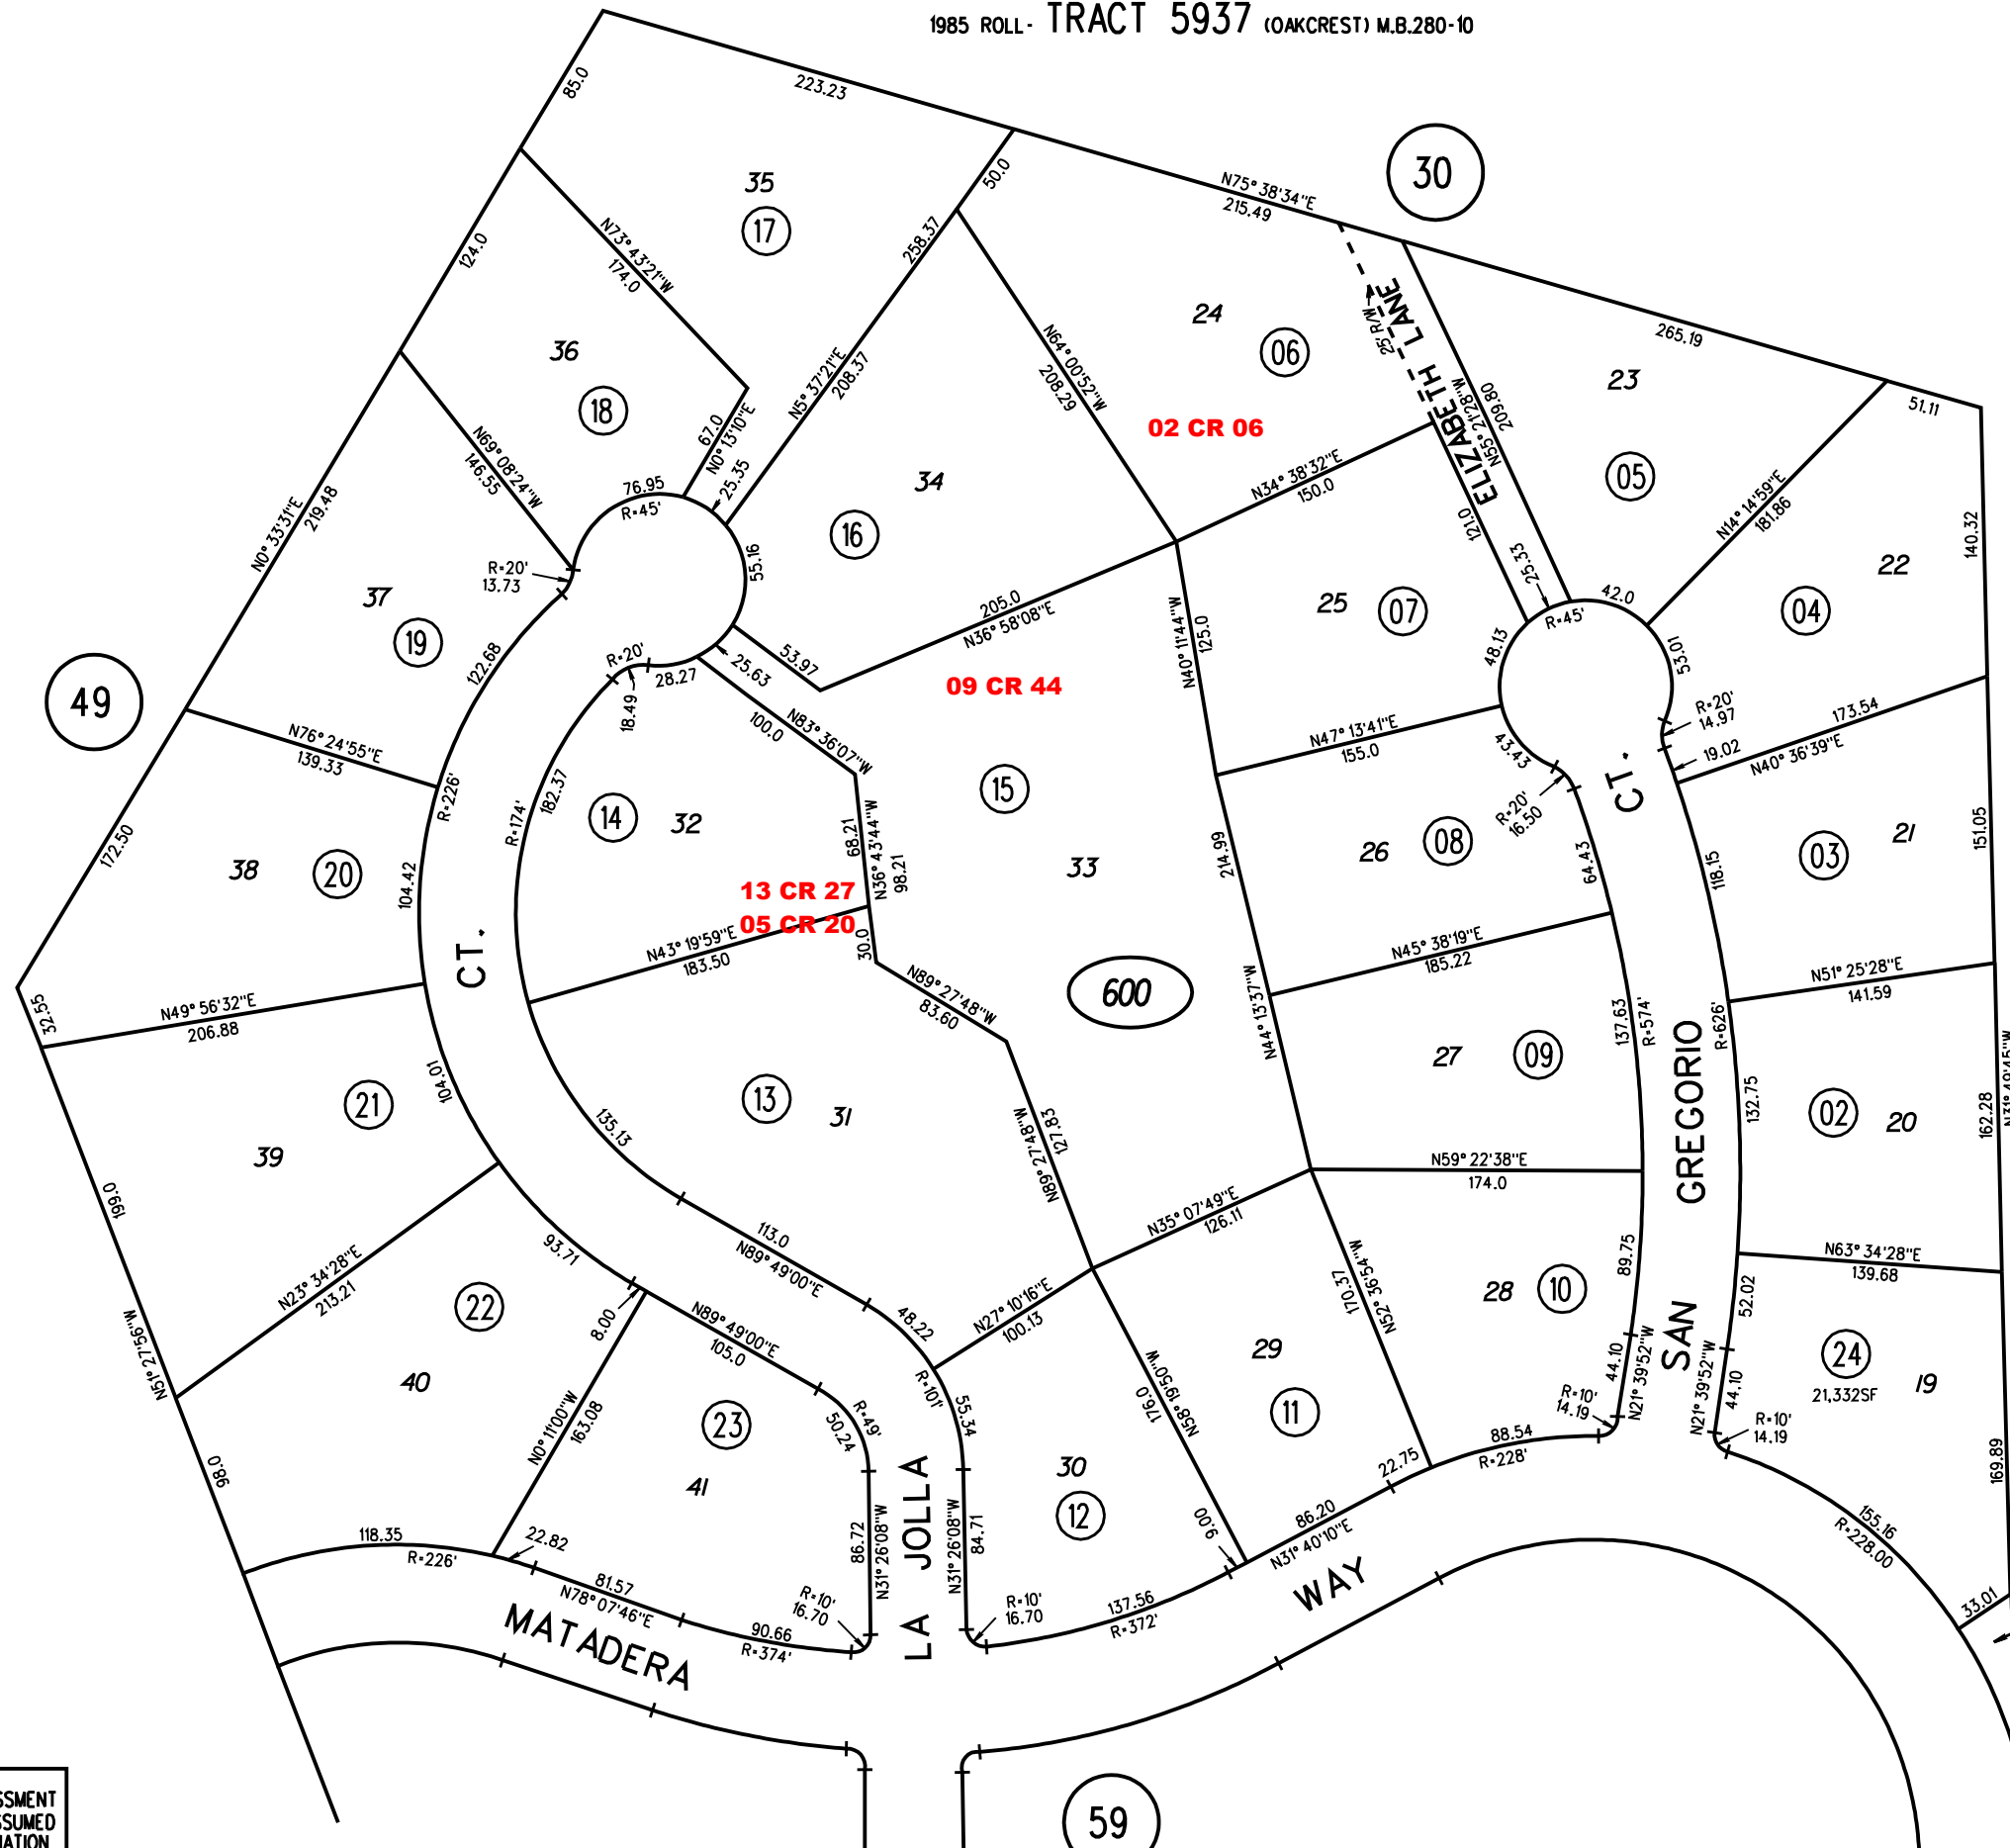 1985 ROLL- TRACT 5937 (OAKCREST) M.B.280-10
85.0
223.23
30
35
17
50.0
N75°38'34"E
215.49
124.0
N73°43'21"W
174.0
258.37
24
06
25' R/W
ELIZABETH LANE
265.19
36
18
N64°00'52"W
208.29
N5°37'21"E
208.37
23
51.11
02 CR 06
209.80
N55°21'28"W
67.0
N0°13'10"E
25.35
N69°08'24"W
146.55
76.95
R=45'
34
16
N34°38'32"E
150.0
05
N14°14'59"E
181.86
N0°33'31"E
219.48
121.0
140.32
R=20'
13.73
55.16
25.33
22
37
19
205.0
N36°58'08"E
25
07
42.0
R=45'
04
122.68
R=20'
53.97
N40°11'44"W
125.0
48.13
53.01
28.27
25.63
18.49
09 CR 44
49
R=20'
14.97
N83°36'07"W
100.0
173.54
N40°36'39"E
N76°24'55"E
139.33
N47°13'41"E
155.0
43.43
19.02
CT.
15
R=226'
182.37
R=174'
R=20'
16.50
172.50
14
32
68.21
N36°43'44"W
98.21
214.99
26
08
64.43
118.15
21
03
151.05
38
20
33
104.42
13 CR 27
05 CR 20
CT.
N43°19'59"E
183.50
30.0
N45°38'19"E
185.22
N51°25'28"E
141.59
32.55
N49°56'32"E
206.88
N89°27'48"W
83.60
600
N44°13'37"W
137.63
R=574'
R=626'
27
09
GREGORIO
104.01
21
13
31
132.75
02
20
162.28
39
135.13
127.83
N89°27'48"W
N59°22'38"E
174.0
199.0
N35°07'49"E
126.11
93.71
113.0
N89°49'00"E
N63°34'28"E
139.68
N23°34'28"E
213.21
22
8.00
48.22
N27°10'16"E
100.13
170.37
N52°36'54"W
28
10
89.75
52.02
N51°27'56"W
N89°49'00"E
105.0
29
SAN
24
21,332SF
19
40
R=101'
N58°19'50"W
176.0
44.10
N21°39'52"W
N21°39'52"W
44.10
N0°11'00"W
163.08
23
R=49'
50.24
55.34
11
R=10'
14.19
R=10'
14.19
98.0
41
30
12
22.75
88.54
R=228'
169.89
118.35
R=226'
22.82
86.72
N31°26'08"W
LA JOLLA
N31°26'08"W
84.71
9.00
86.20
N31°40'10"E
155.16
R=228.00
81.57
N78°07'46"E
R=10'
16.70
R=10'
16.70
137.56
R=372'
WAY
33.01
MATADERA
90.66
R=374'
SSMENT
59